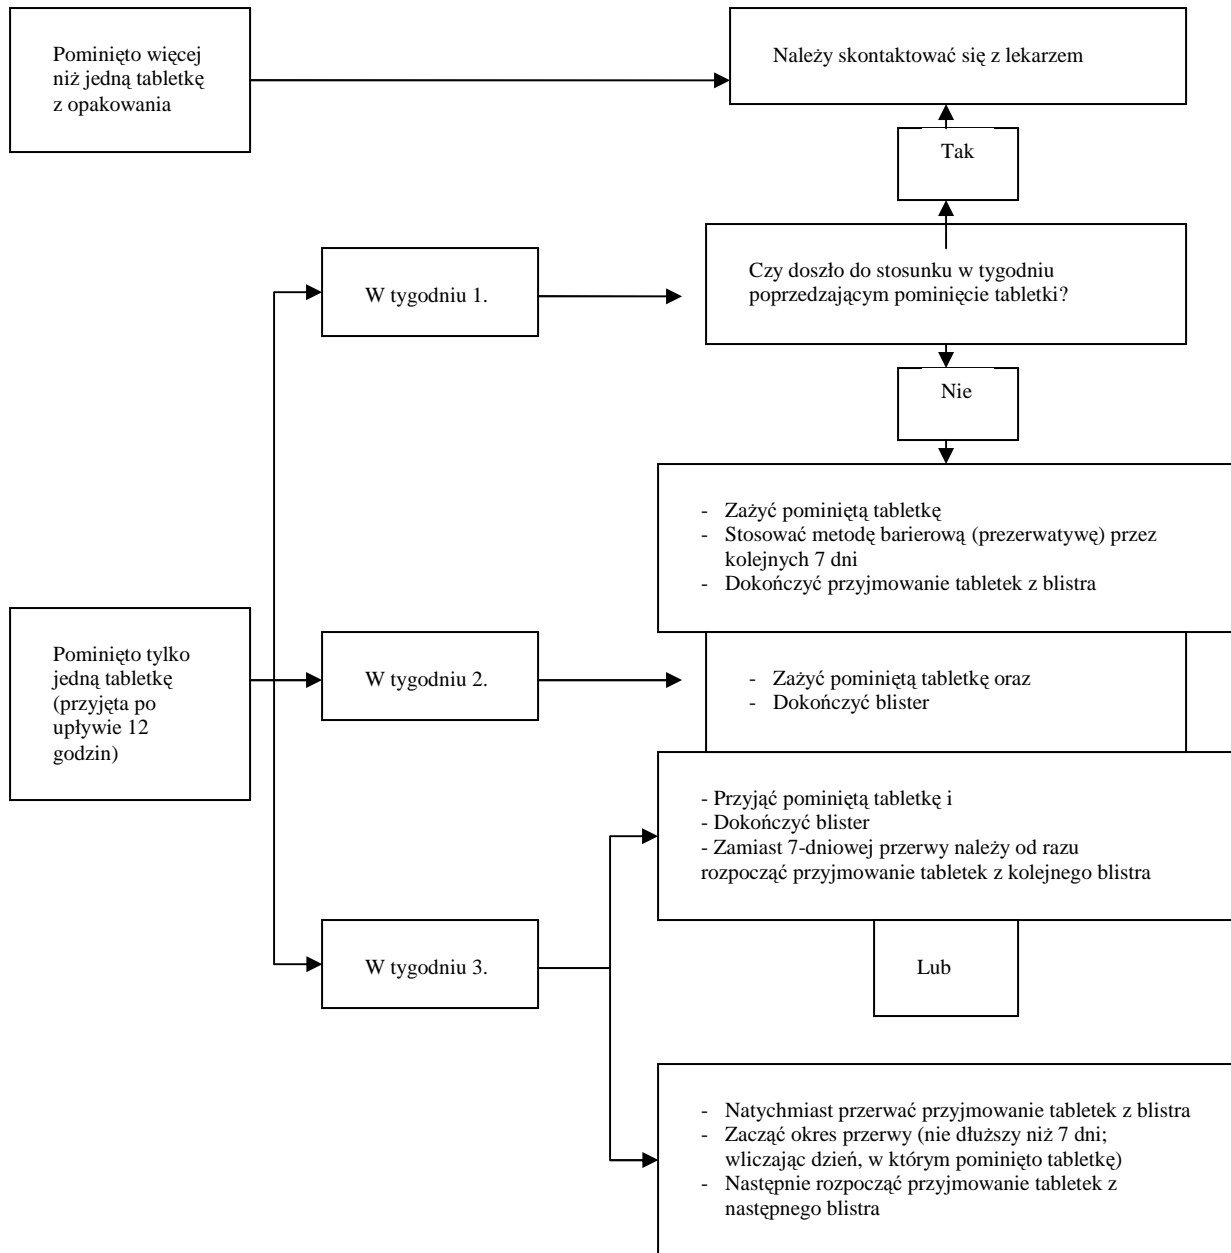 Pominięto więcej
niż jedną tabletkę
z opakowania
Należy skontaktować się z lekarzem
Tak
W tygodniu 1.
Czy doszło do stosunku w tygodniu
poprzedzającym pominięcie tabletki?
Nie
- Zażyć pominiętą tabletkę
- Stosować metodę barierową (prezerwatywę) przez
kolejnych 7 dni
- Dokończyć przyjmowanie tabletek z blistra
Pominięto tylko
jedną tabletkę
(przyjęta po
upływie 12
godzin)
W tygodniu 2.
- Zażyć pominiętą tabletkę oraz
- Dokończyć blister
- Przyjąć pominiętą tabletkę i
- Dokończyć blister
- Zamiast 7-dniowej przerwy należy od razu
rozpocząć przyjmowanie tabletek z kolejnego blistra
W tygodniu 3.
Lub
- Natychmiast przerwać przyjmowanie tabletek z blistra
- Zacząć okres przerwy (nie dłuższy niż 7 dni;
wliczając dzień, w którym pominięto tabletkę)
- Następnie rozpocząć przyjmowanie tabletek z
następnego blistra